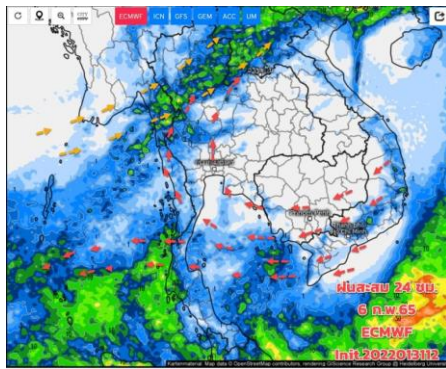 ECMWF ICN GFS GEM ACC UM
ฝนสะสม 24 ชม.
6 ก.พ.65
ECMWF
Init.2022013112
Kartenmaterial: Map data © OpenStreetMap contributors, rendering GIScience Research Group @ Heidelberg